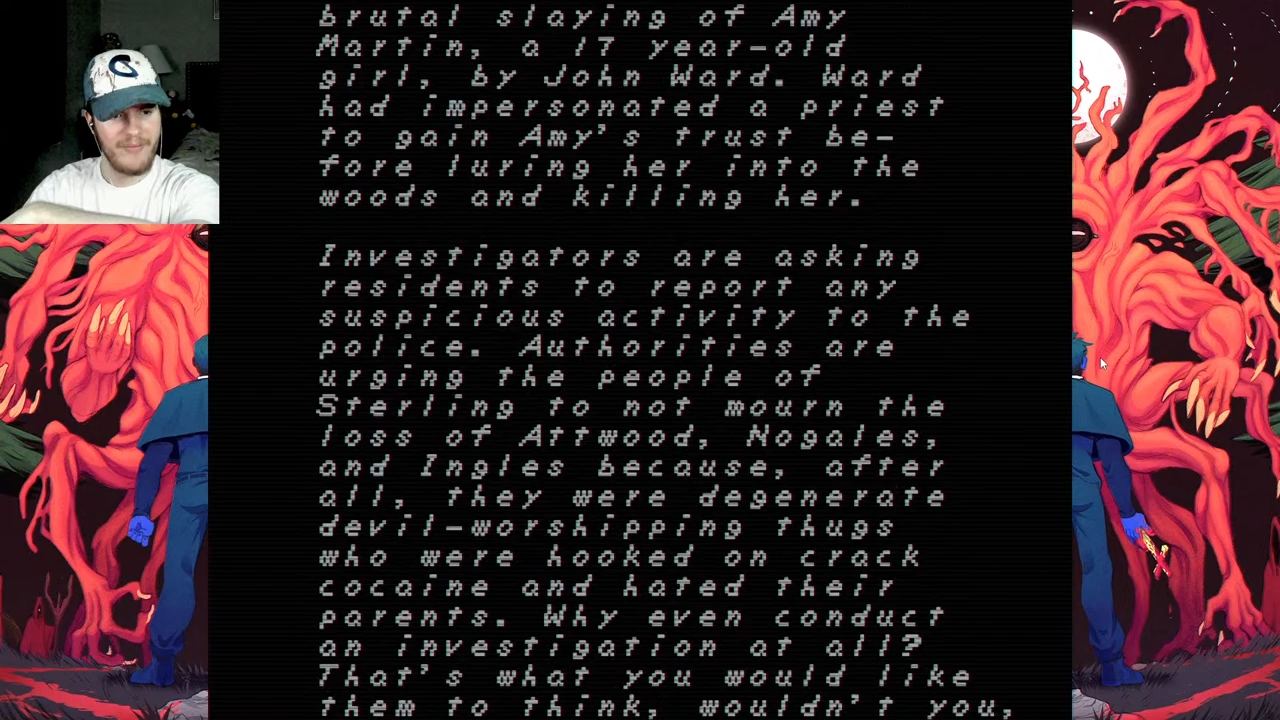 brutal slaying of Amy
Martin, a 17 year-old
girl, by John Ward. Ward
had impersonated a priest
to gain Amy's trust be-
fore luring her into the
woods and killing her.
Investigators are asking
residents to report any
suspicious activity to the
police. Authorities are
urging the people of
Sterling to not mourn the
loss of Attwood, Nogales,
and Ingles because, after
all, they were degenerate
devil-worshipping thugs
who were hooked on crack
cocaine and hated their
parents. Why even conduct
an investigation at all?
That's what you would like
them to think, wouldn't you,